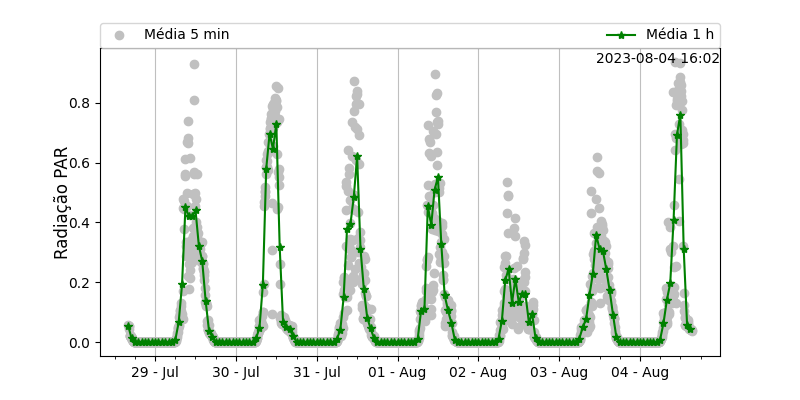 Média 5 min
Média 1 h
2023-08-04 16:02
Radiação PAR
0.8
0.6
0.4
0.2
0.0
29 - Jul
30 - Jul
31 - Jul
01 - Aug
02 - Aug
03 - Aug
04 - Aug